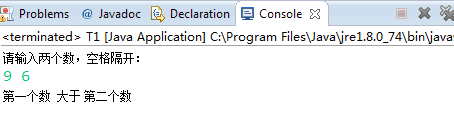 Problems @ Javadoc Declaration Console
<terminated> T1 [Java Application] C:\Program Files\Java\jre1.8.0_74\bin\java
请输入两个数，空格隔开：
9 6
第一个数 大于 第二个数